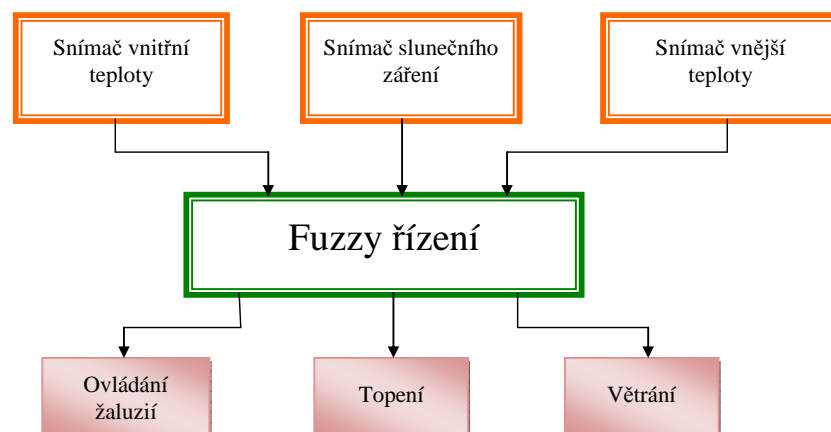 Snímač vnitřní
teploty
Snímač slunečního
záření
Snímač vnější
teploty
Fuzzy řízení
Ovládání
žaluzií
Topení
Větrání